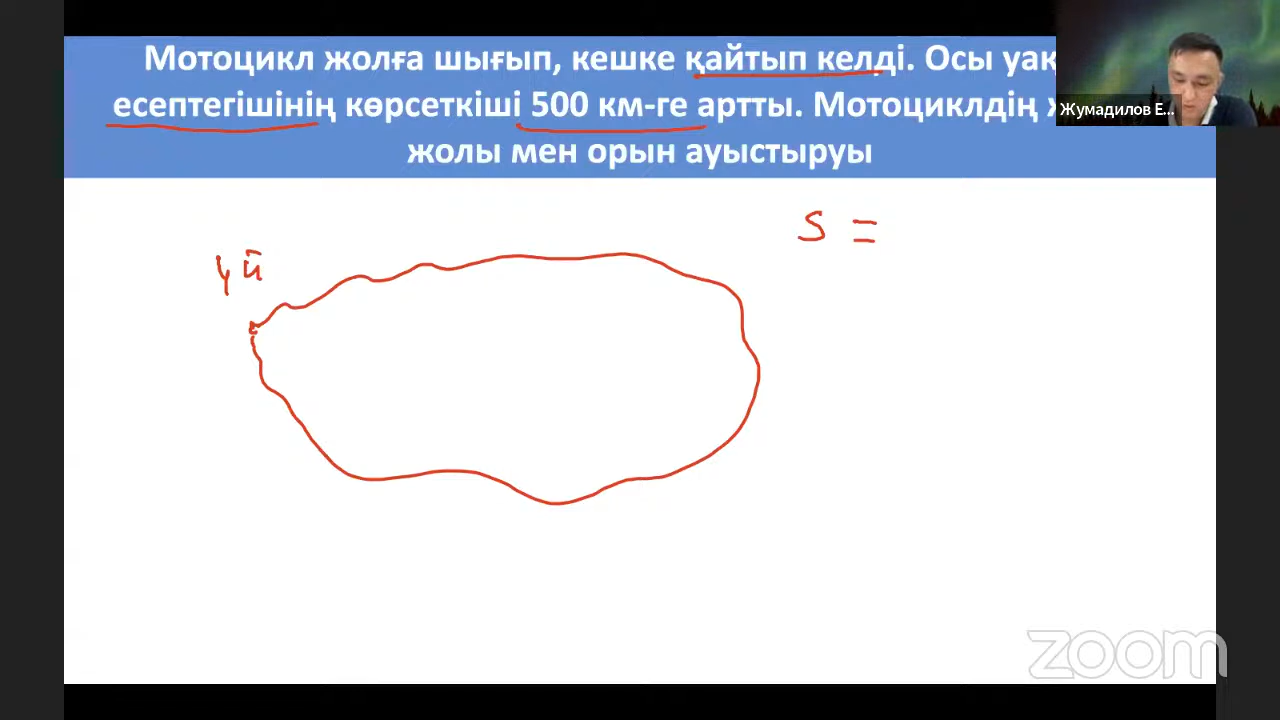 Мотоцикл жолға шығып, кешке қайтып келді. Осы
есептегішінің көрсеткіші 500 км-ге артты. Мотоциклдің
жолы мен орын ауыстыруы
Жумадилов Е...
S =
үй
zoom